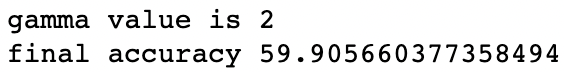 gamma value is 2
final accuracy 59.905660377358494